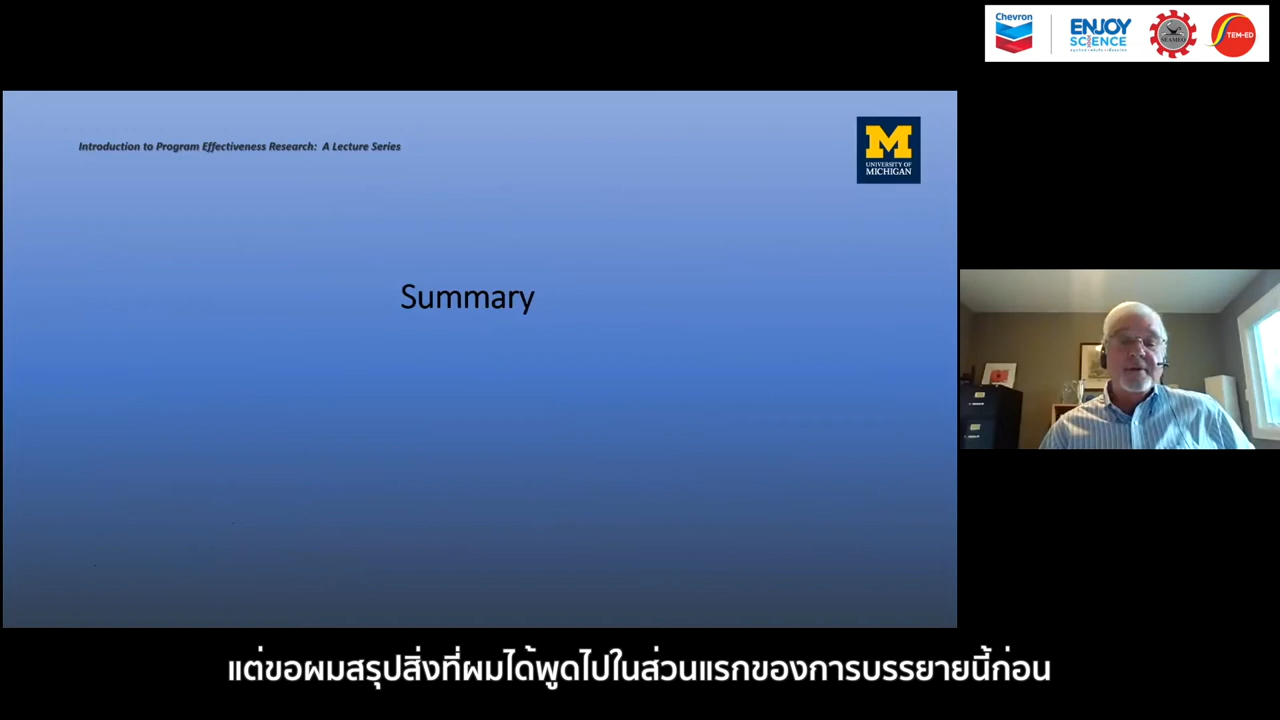 Chevron
ENJOY
SCIENCE
SEAMEO
STEM-ED
Introduction to Program Effectiveness Research: A Lecture Series
M
UNIVERSITY OF
MICHIGAN
Summary
แต่ขอผมสรุปสิ่งที่ผมได้พูดไปในส่วนแรกของการบรรยายนี้ก่อน